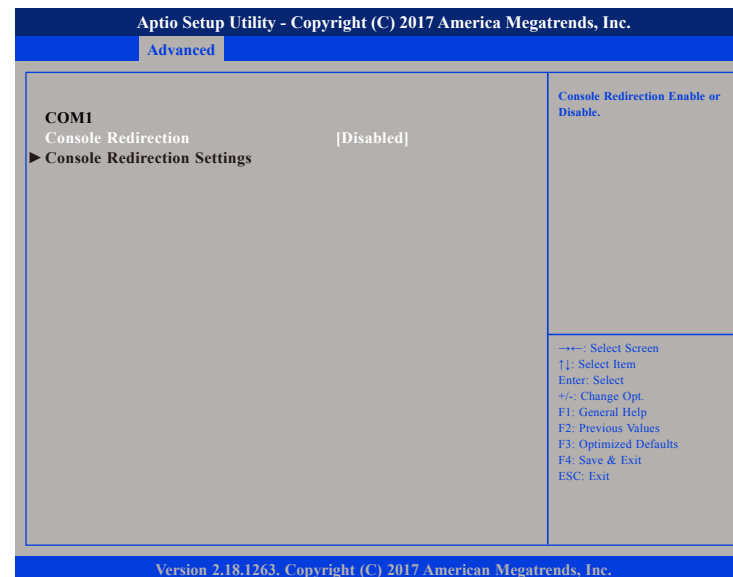 Aptio Setup Utility - Copyright (C) 2017 America Megatrends, Inc.
Advanced
COM1
Console Redirection [Disabled]
►Console Redirection Settings
Console Redirection Enable or
Disable.
→←: Select Screen
↑↓: Select Item
Enter: Select
+/-: Change Opt.
F1: General Help
F2: Previous Values
F3: Optimized Defaults
F4: Save & Exit
ESC: Exit
Version 2.18.1263. Copyright (C) 2017 American Megatrends, Inc.